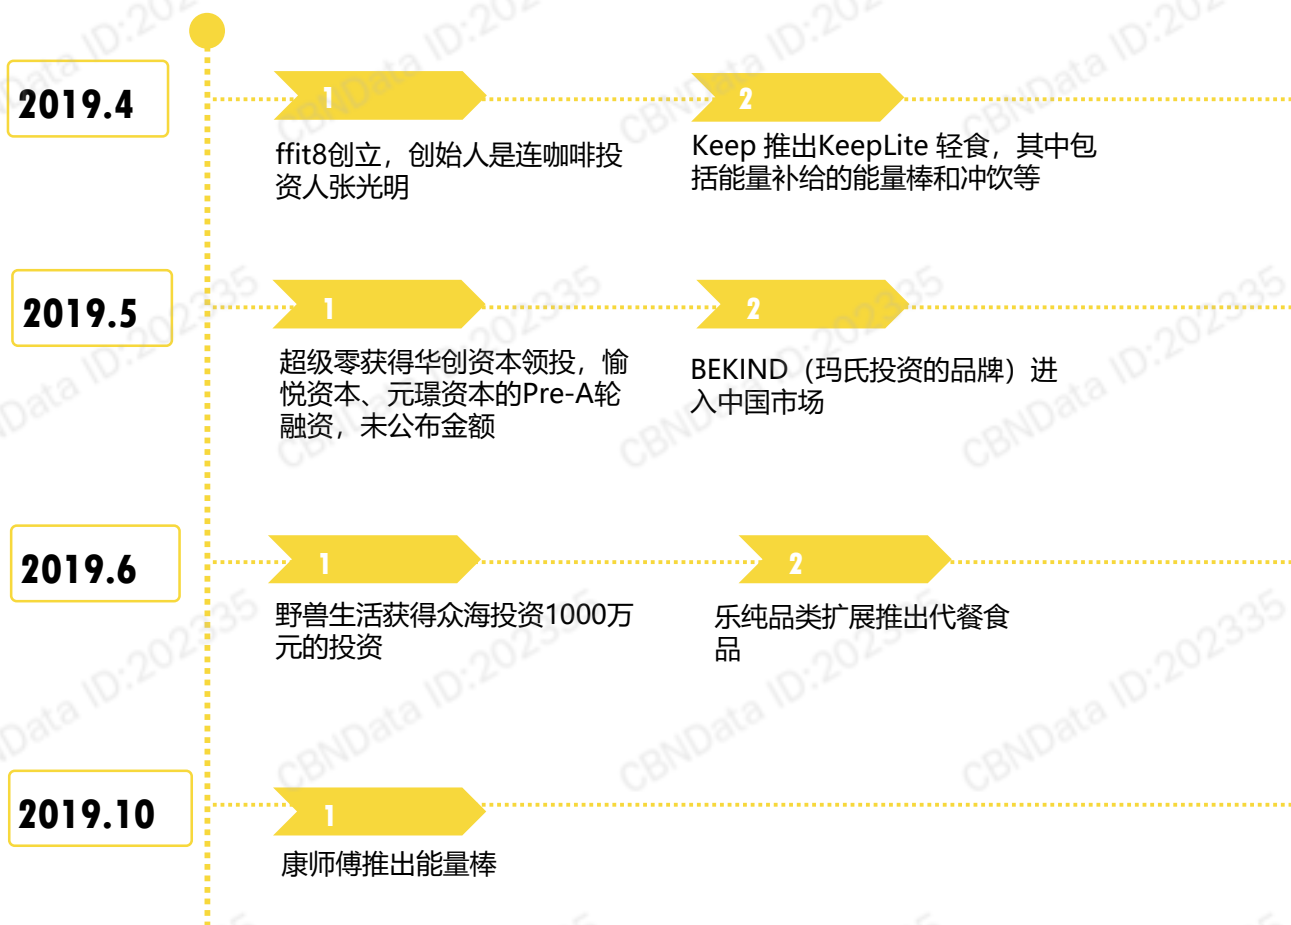 2019.4
1
2
ffit8创立，创始人是连咖啡投
资人张光明
Keep 推出KeepLite 轻食，其中包
括能量补给的能量棒和冲饮等
2019.5
1
2
超级零获得华创资本领投，愉
悦资本、元璟资本的Pre-A轮
融资，未公布金额
BEKIND（玛氏投资的品牌）进
入中国市场
2019.6
1
2
野兽生活获得众海投资1000万
元的投资
乐纯品类扩展推出代餐食
品
2019.10
1
康师傅推出能量棒
CBNData ID:202335